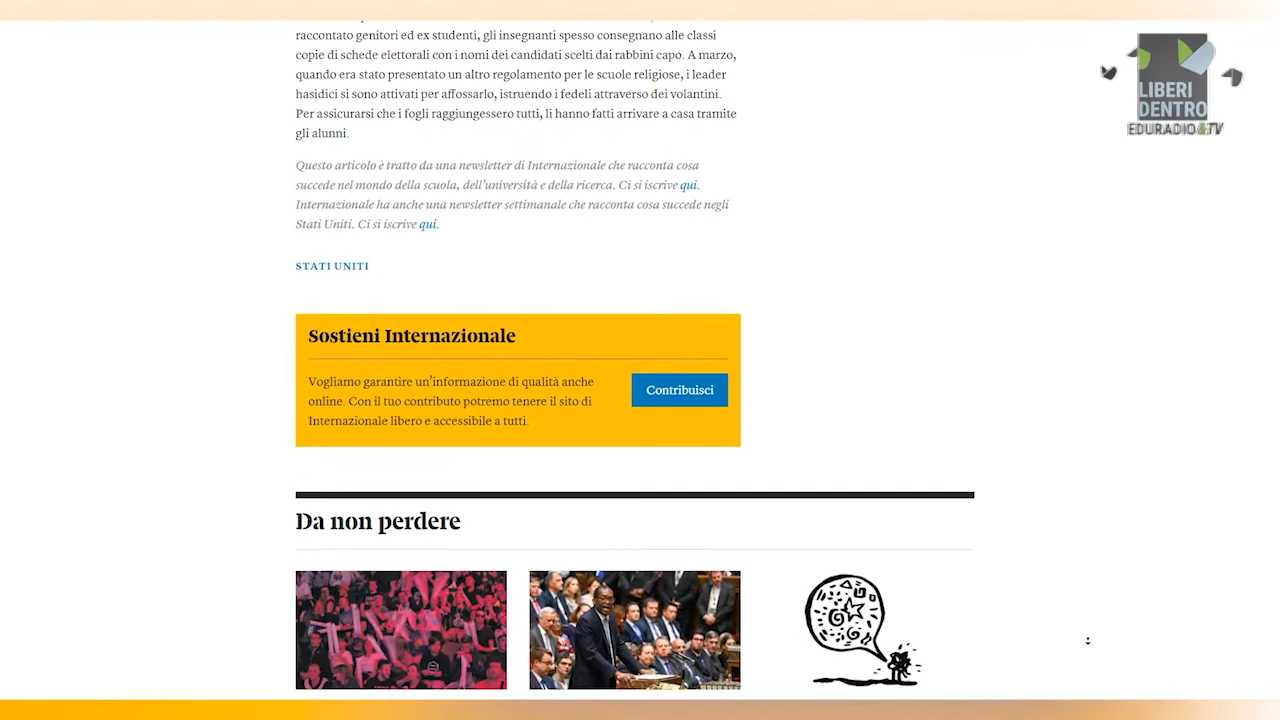 raccontato genitori ed ex studenti, gli insegnanti spesso consegnano alle classi
copie di schede elettorali con i nomi dei candidati scelti dai rabbini capo. A marzo,
quando era stato presentato un altro regolamento per le scuole religiose, i leader
hasidici si sono attivati per affossarlo, istruendo i fedeli attraverso dei volantini.
Per assicurarsi che i fogli raggiungessero tutti, li hanno fatti arrivare a casa tramite
gli alunni.
Questo articolo è tratto da una newsletter di Internazionale che racconta cosa
succede nel mondo della scuola, dell'università e della ricerca. Ci si iscrive qui.
Internazionale ha anche una newsletter settimanale che racconta cosa succede negli
Stati Uniti. Ci si iscrive qui.
STATI UNITI
Sostieni Internazionale
Vogliamo garantire un'informazione di qualità anche
online. Con il tuo contributo potremo tenere il sito di
Internazionale libero e accessibile a tutti.
Contribuisci
Da non perdere
LIBERI
DENTRO
EDURADIO&TV